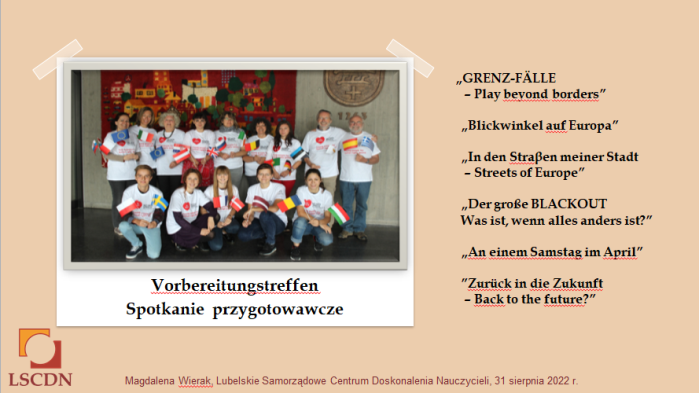 „GRENZ-FÄLLE
– Play beyond borders”
„Blickwinkel auf Europa”
„In den Straβen meiner Stadt
– Streets of Europe”
„Der große BLACKOUT
Was ist, wenn alles anders ist?”
„An einem Samstag im April”
”Zurück in die Zukunft
– Back to the future?”
Vorbereitungstreffen
Spotkanie przygotowawcze
LSCDN
Magdalena Wierak, Lubelskie Samorządowe Centrum Doskonalenia Nauczycieli, 31 sierpnia 2022 r.